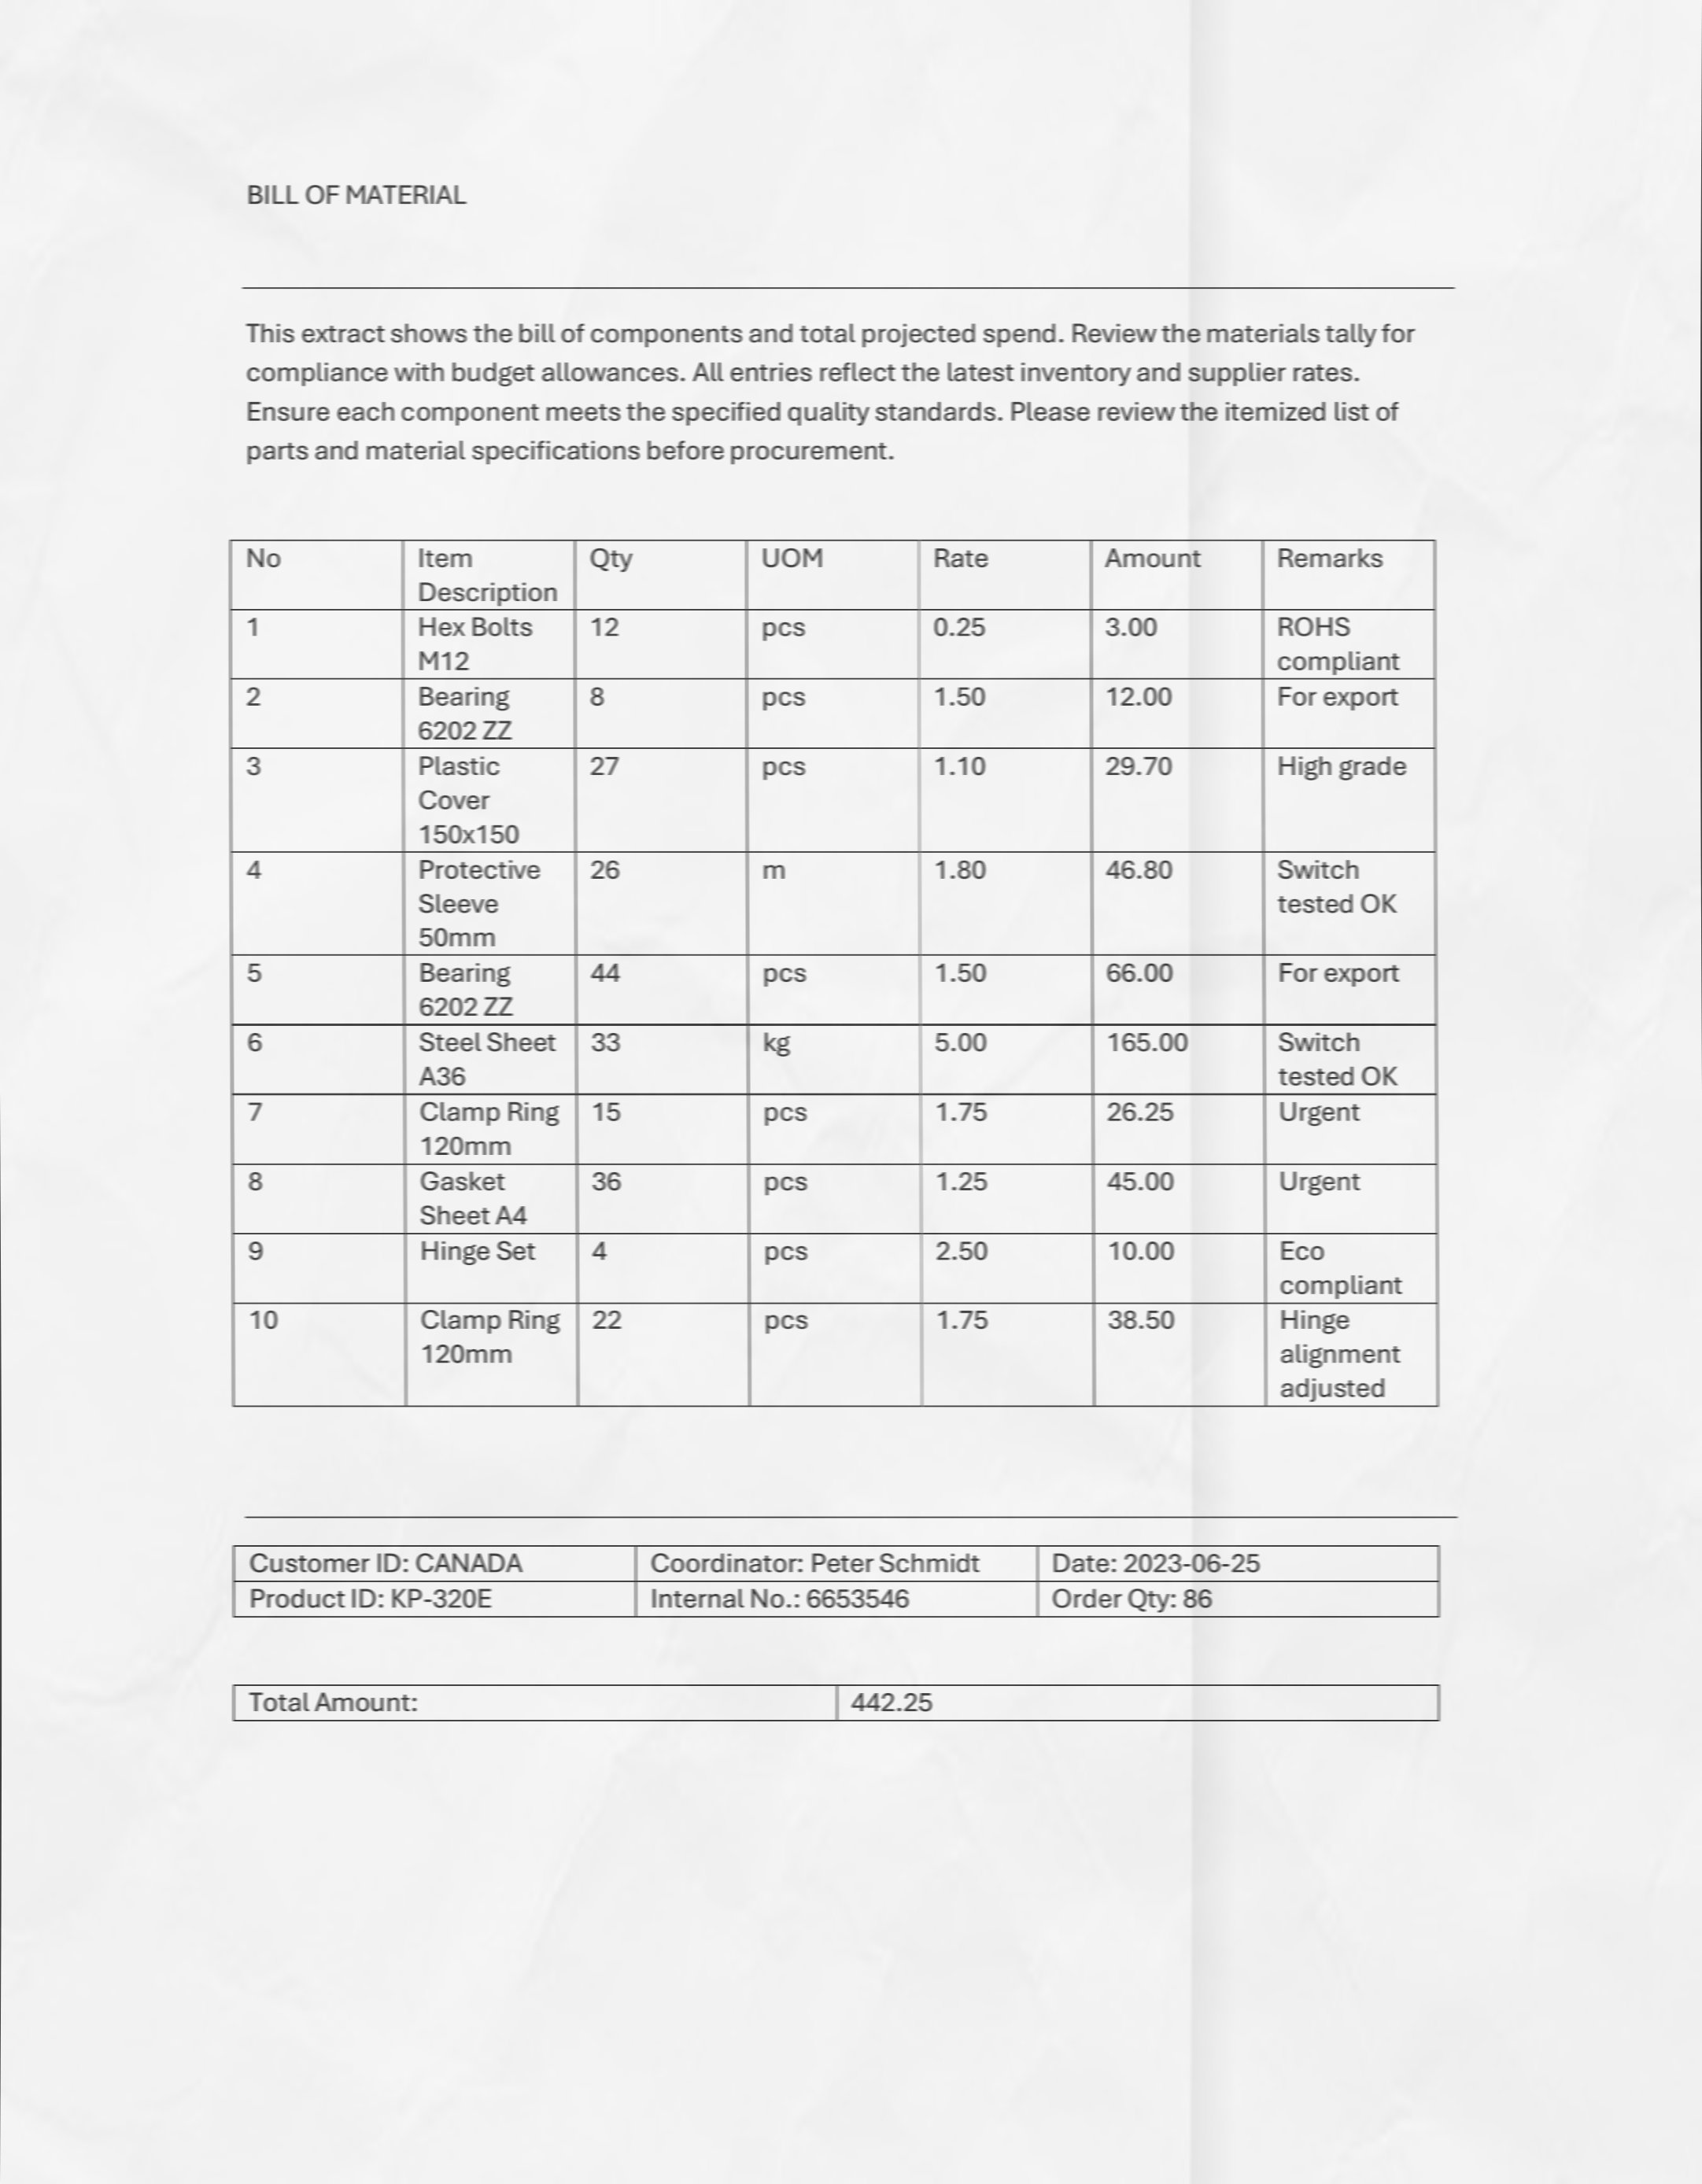 BILL OF MATERIAL
This extract shows the bill of components and total projected spend. Review the materials tally for
compliance with budget allowances. All entries reflect the latest inventory and supplier rates.
Ensure each component meets the specified quality standards. Please review the itemized list of
parts and material specifications before procurement.
No Item Description Qty UOM Rate Amount Remarks
1 Hex Bolts M12 12 pcs 0.25 3.00 ROHS compliant
2 Bearing 6202 ZZ 8 pcs 1.50 12.00 For export
3 Plastic Cover 150x150 27 pcs 1.10 29.70 High grade
4 Protective Sleeve 50mm 26 m 1.80 46.80 Switch tested OK
5 Bearing 6202 ZZ 44 pcs 1.50 66.00 For export
6 Steel Sheet A36 33 kg 5.00 165.00 Switch tested OK
7 Clamp Ring 120mm 15 pcs 1.75 26.25 Urgent
8 Gasket Sheet A4 36 pcs 1.25 45.00 Urgent
9 Hinge Set 4 pcs 2.50 10.00 Eco compliant
10 Clamp Ring 120mm 22 pcs 1.75 38.50 Hinge alignment adjusted
Customer ID: CANADA Coordinator: Peter Schmidt Date: 2023-06-25
Product ID: KP-320E Internal No.: 6653546 Order Qty: 86
Total Amount: 442.25